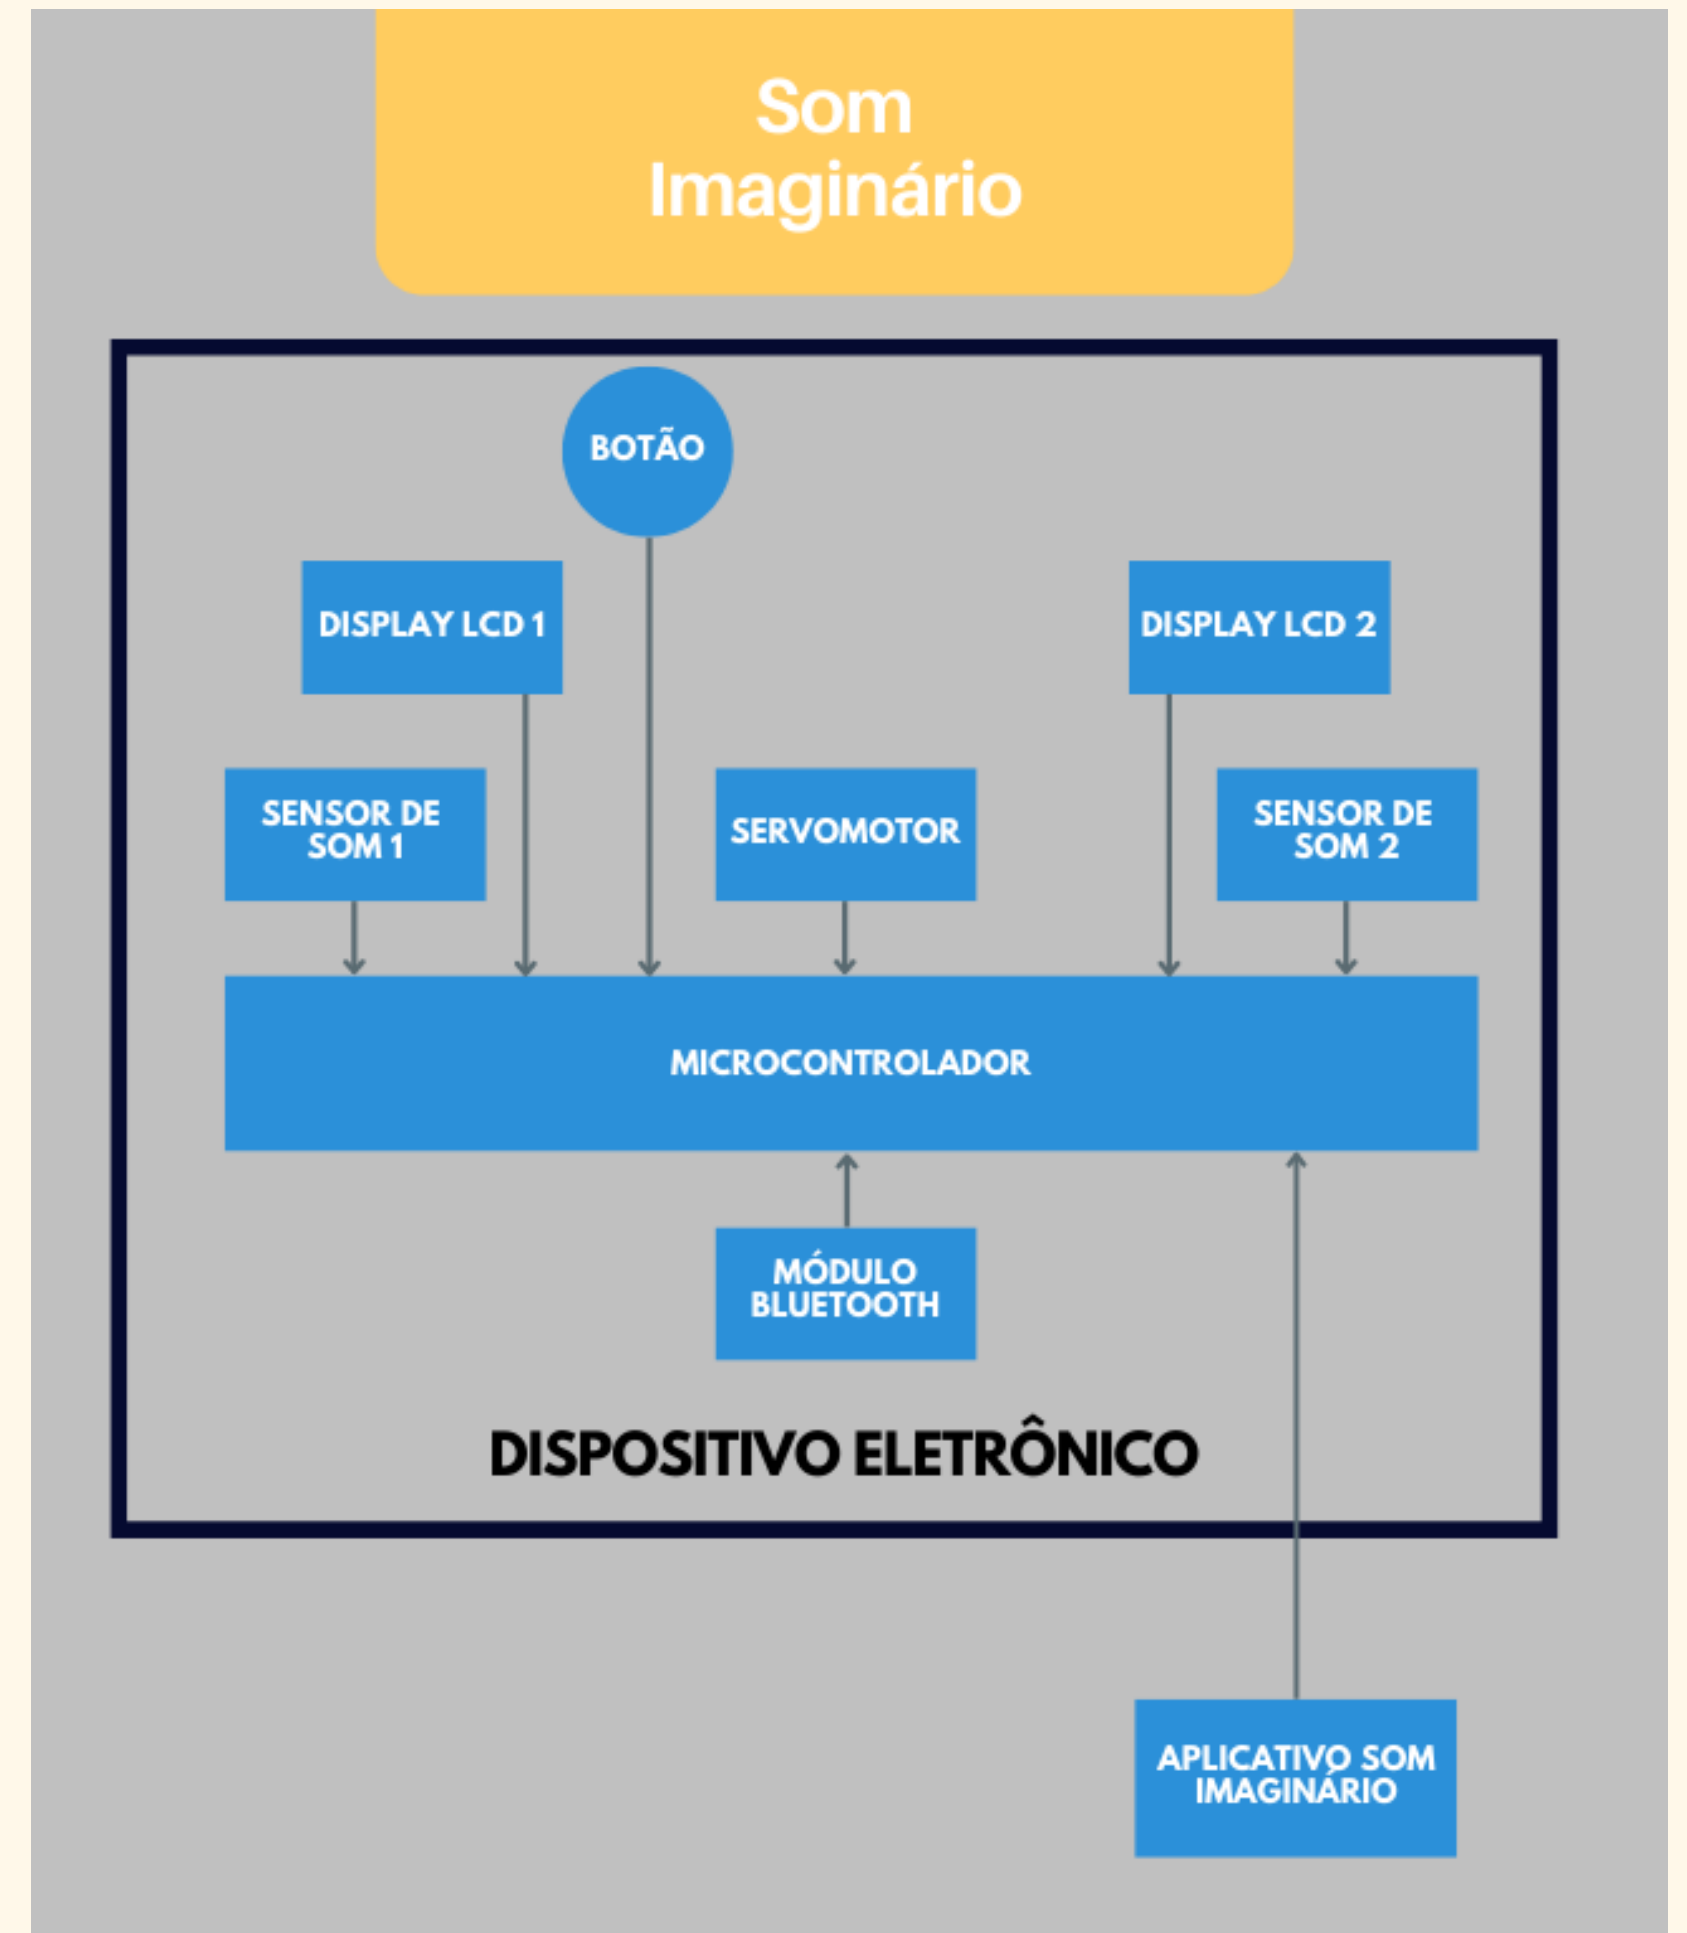 Som
Imaginário
BOTÃO
DISPLAY LCD 1
DISPLAY LCD 2
SENSOR DE
SOM 1
SERVOMOTOR
SENSOR DE
SOM 2
MICROCONTROLADOR
MÓDULO
BLUETOOTH
DISPOSITIVO ELETRÔNICO
APLICATIVO SOM
IMAGINÁRIO